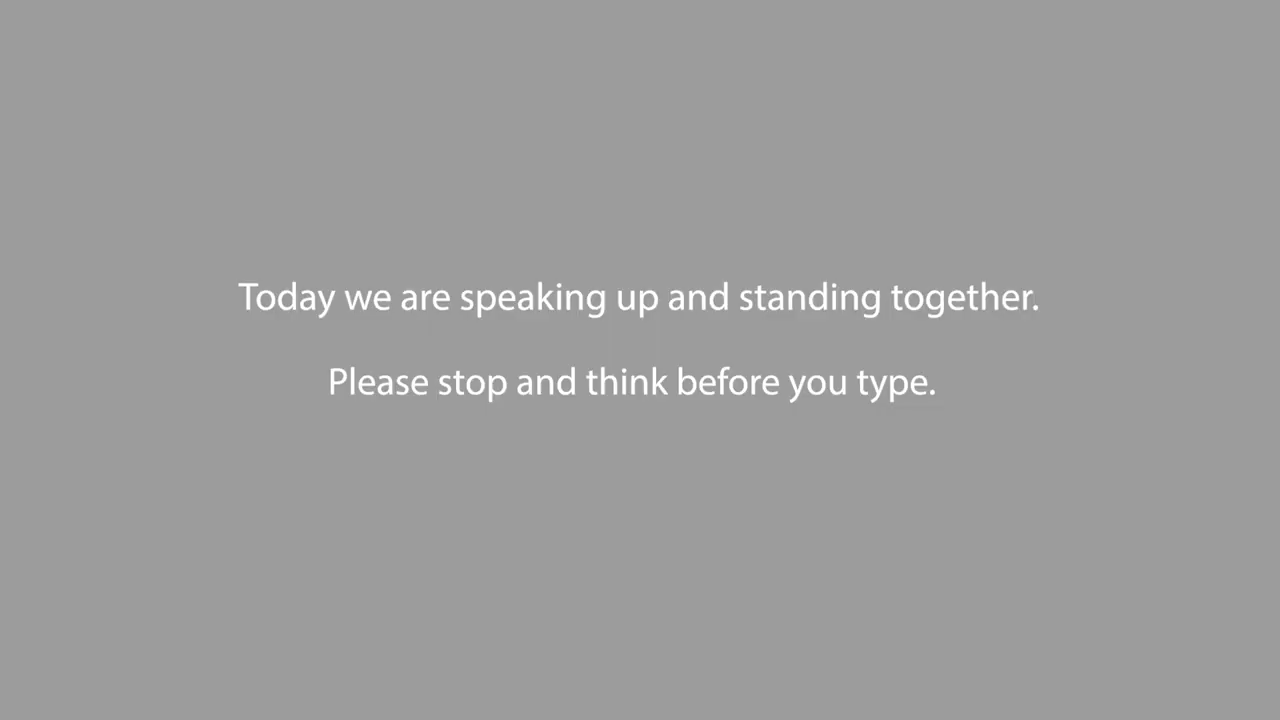 Today we are speaking up and standing together.
Please stop and think before you type.